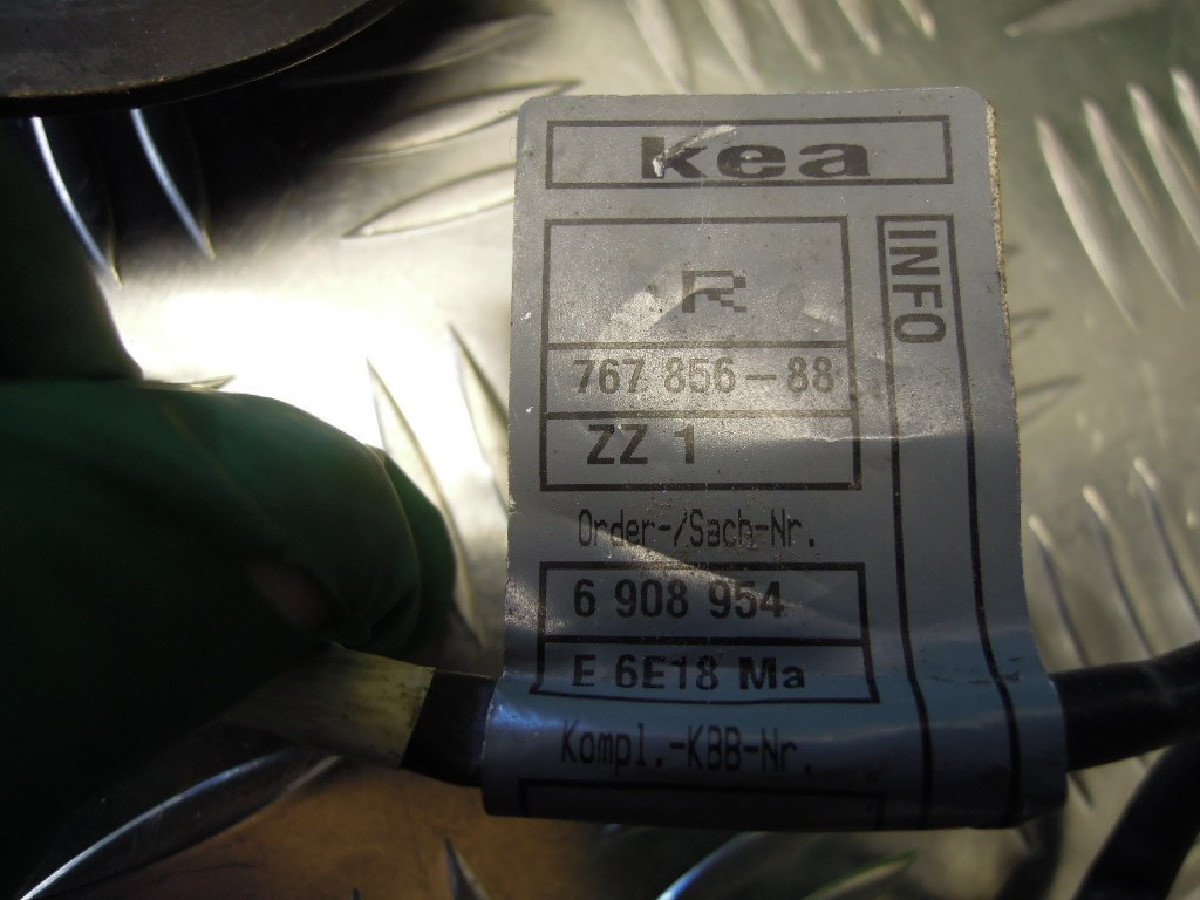 kea
R
INFO
767 856-88
ZZ 1
Order-/Sach-Nr.
6 908 954
E 6E18 Ma
Kompl.-KBB-Nr.